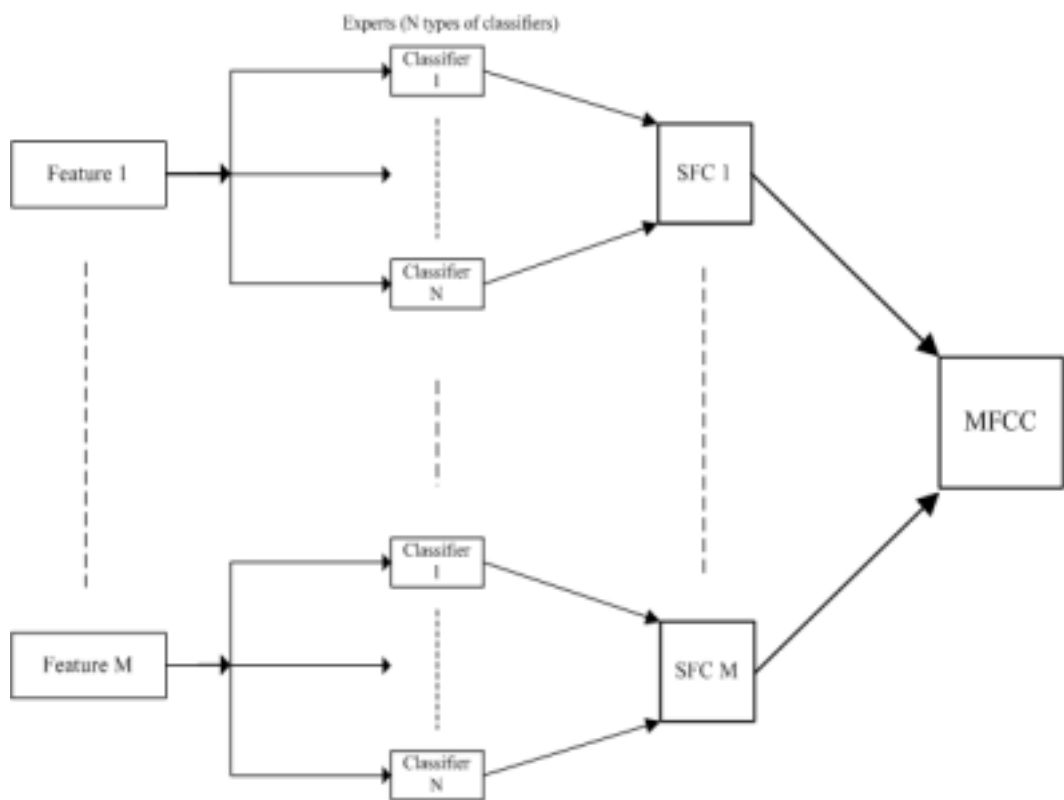 Experts (N types of classifiers)
Classifier
1
Feature 1
SFC 1
Classifier
N
MFCC
Classifier
1
Feature M
SFC M
Classifier
N